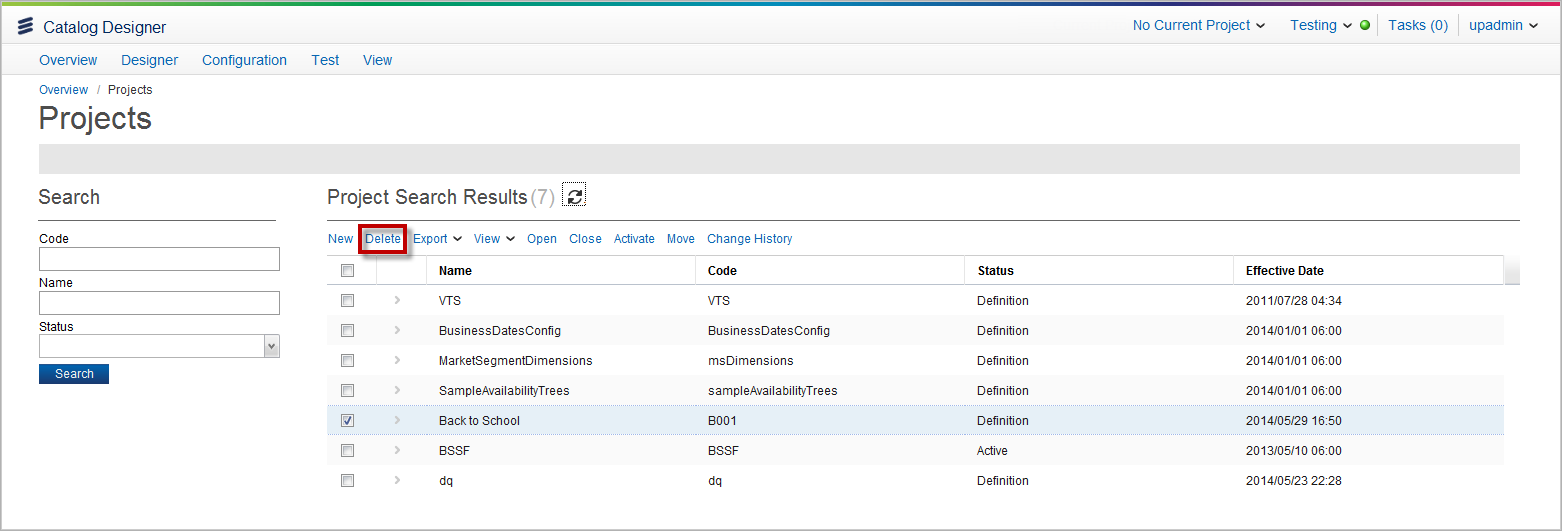 Catalog Designer No Current Project Testing Tasks (0) upadmin
Overview Designer Configuration Test View
Overview / Projects
Projects
Search
Code
Name
Status
Search
Project Search Results (7)
New Delete Export View Open Close Activate Move Change History
Name Code Status Effective Date
VTS VTS Definition 2011/07/28 04:34
BusinessDatesConfig BusinessDatesConfig Definition 2014/01/01 06:00
MarketSegmentDimensions msDimensions Definition 2014/01/01 06:00
SampleAvailabilityTrees sampleAvailabilityTrees Definition 2014/01/01 06:00
Back to School B001 Definition 2014/05/29 16:50
BSSF BSSF Active 2013/05/10 06:00
dq dq Definition 2014/05/23 22:28